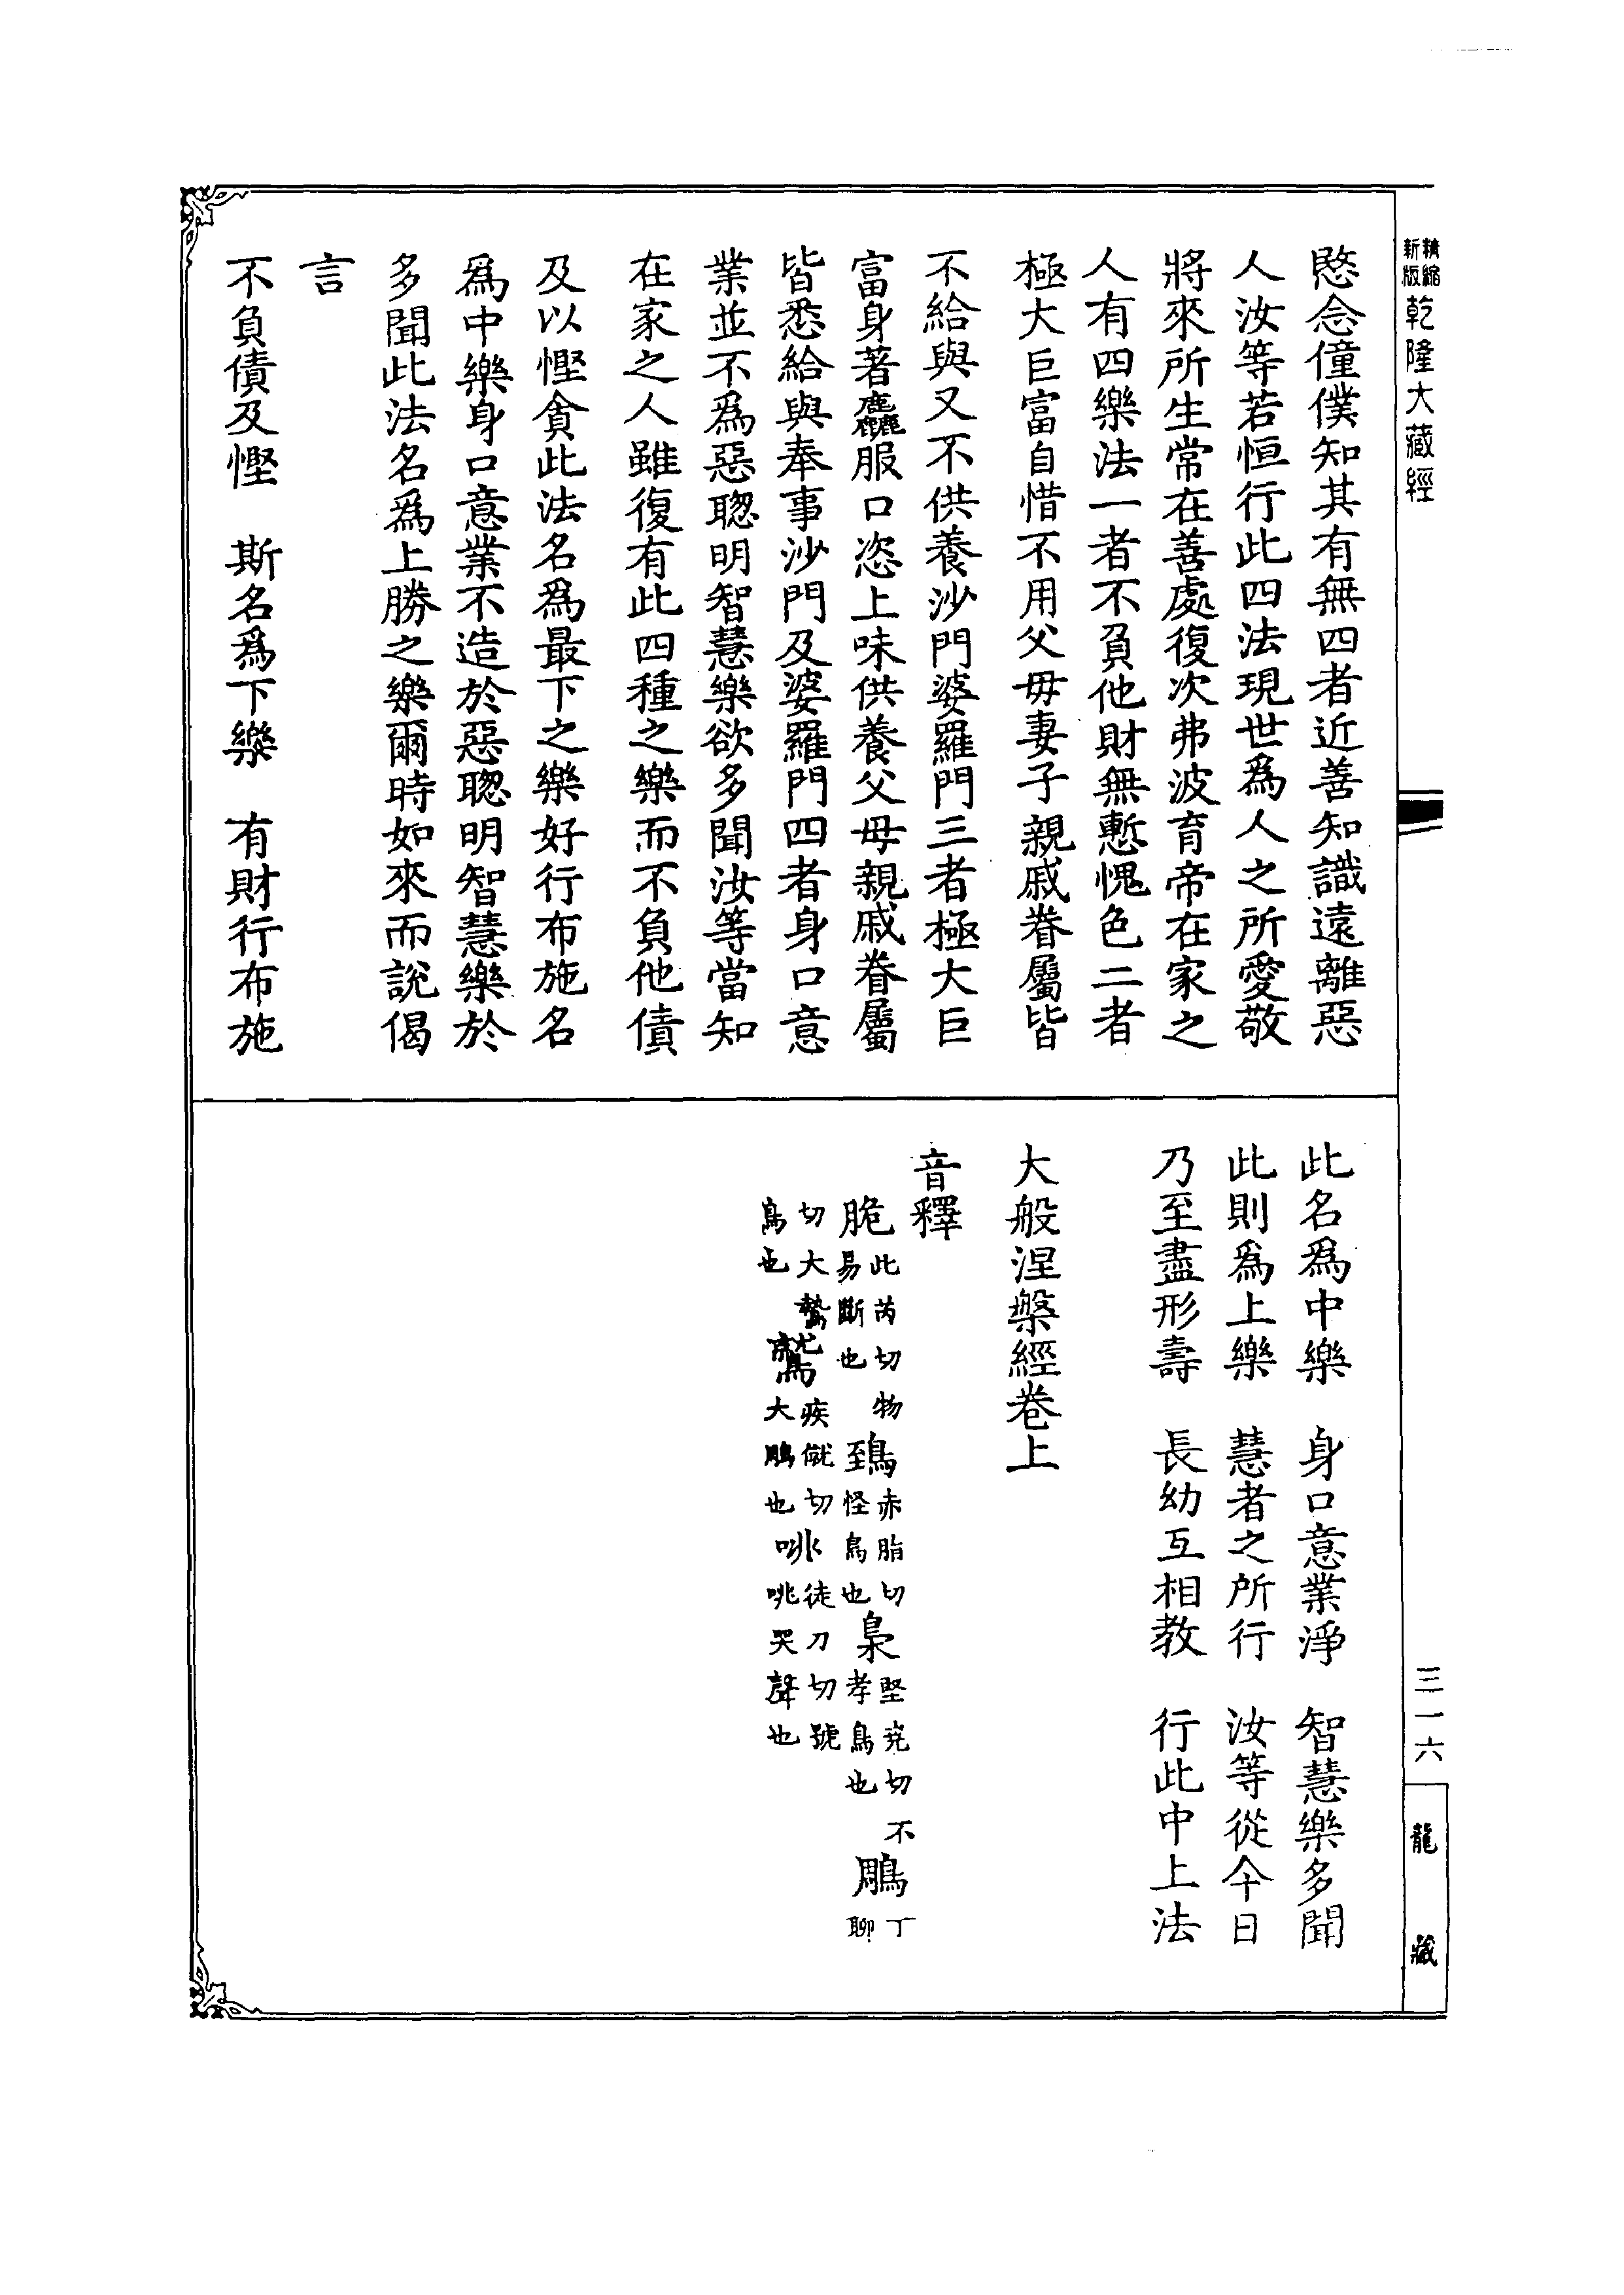 精縮
新版
乾隆大藏經
愍念僮僕知其有無四者近善知識遠離惡
人汝等若恒行此四法現世為人之所愛敬
將來所生常在善處復次弗波育帝在家之
人有四樂法一者不負他財無慙愧色二者
極大巨富自惜不用父毋妻子親戚眷屬皆
不給與又不供養沙門婆羅門三者極大巨
富身著麤服口恣上味供養父母親戚眷屬
皆悉給與奉事沙門及婆羅門四者身口意
業並不為惡聰明智慧樂欲多聞汝等當知
在家之人雖復有此四種之樂而不負他債
及以慳貪此法名為最下之樂好行布施名
為中樂身口意業不造於惡聰明智慧樂於
多聞此法名為上勝之樂爾時如來而說偈
言
不負債及慳　斯名為下樂　有財行布施
此名為中樂　身口意業淨　智慧樂多聞
此則為上樂　慧者之所行　汝等從今日
乃至盡形壽　長幼互相教　行此中上法
大般涅槃經卷上
音釋
脆此芮切物易斷也　鵄赤脂切怪鳥也　梟堅堯切不孝鳥也　鵰丁聊
切大鷙鳥也　鷲疾僦切大鵰也　咷徒刀切號咷哭聲也
三一六
龍藏